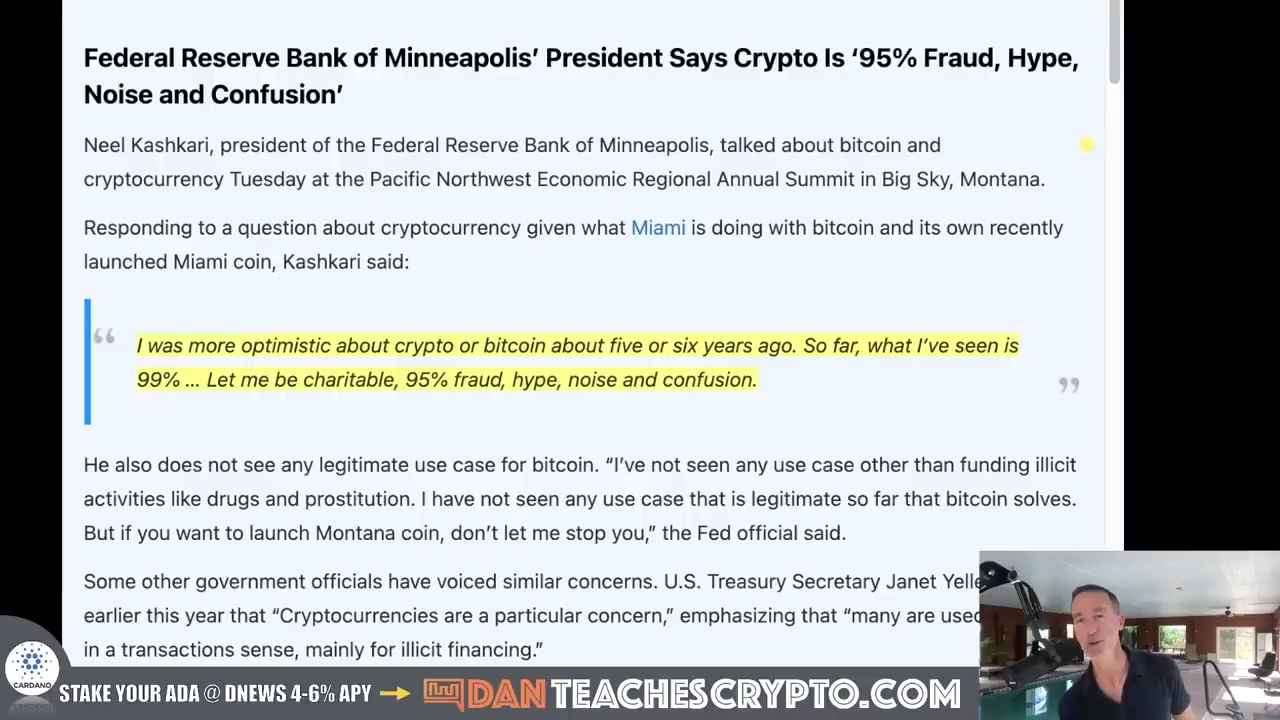 Federal Reserve Bank of Minneapolis’ President Says Crypto Is ‘95% Fraud, Hype,
Noise and Confusion’
Neel Kashkari, president of the Federal Reserve Bank of Minneapolis, talked about bitcoin and
cryptocurrency Tuesday at the Pacific Northwest Economic Regional Annual Summit in Big Sky, Montana.
Responding to a question about cryptocurrency given what Miami is doing with bitcoin and its own recently
launched Miami coin, Kashkari said:
“ I was more optimistic about crypto or bitcoin about five or six years ago. So far, what I’ve seen is
99% ... Let me be charitable, 95% fraud, hype, noise and confusion. ”
He also does not see any legitimate use case for bitcoin. “I’ve not seen any use case other than funding illicit
activities like drugs and prostitution. I have not seen any use case that is legitimate so far that bitcoin solves.
But if you want to launch Montana coin, don’t let me stop you,” the Fed official said.
Some other government officials have voiced similar concerns. U.S. Treasury Secretary Janet Yelle
earlier this year that “Cryptocurrencies are a particular concern,” emphasizing that “many are used
in a transactions sense, mainly for illicit financing.”
CARDANO
STAKE YOUR ADA @ DNEWS 4-6% APY
DANTEACHESCRYPTO.COM